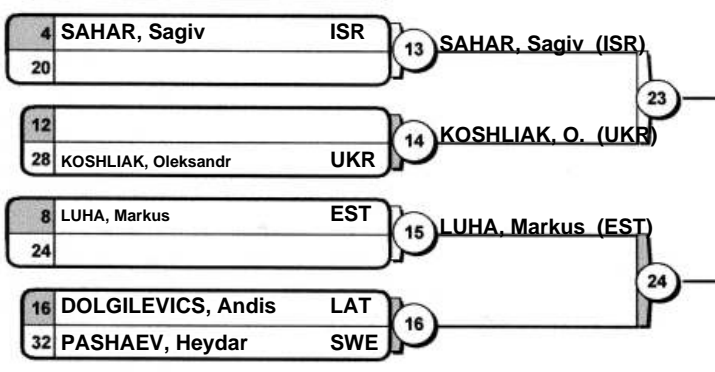 4 SAHAR, Sagiv ISR
20
13 SAHAR, Sagiv (ISR)
23
12
28 KOSHLIAK, Oleksandr UKR
14 KOSHLIAK, O. (UKR)
8 LUHA, Markus EST
24
15 LUHA, Markus (EST)
24
16 DOLGILEVICS, Andis LAT
32 PASHAEV, Heydar SWE
16